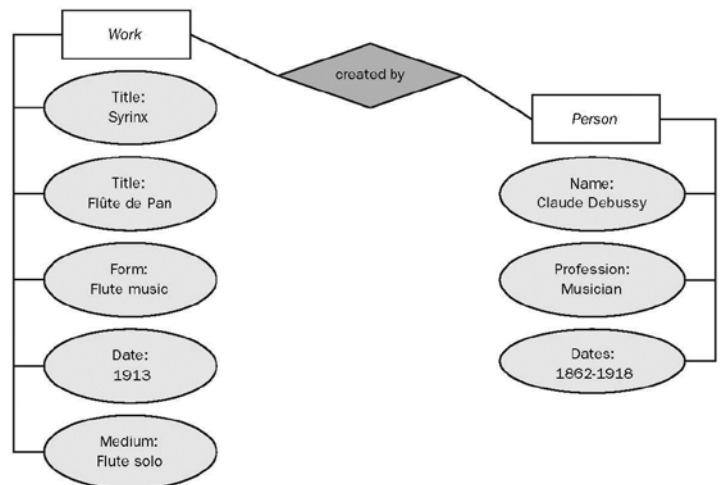 Work
created by
Person
Title:
Syrinx
Title:
Flûte de Pan
Form:
Flute music
Date:
1913
Medium:
Flute solo
Name:
Claude Debussy
Profession:
Musician
Dates:
1862-1918